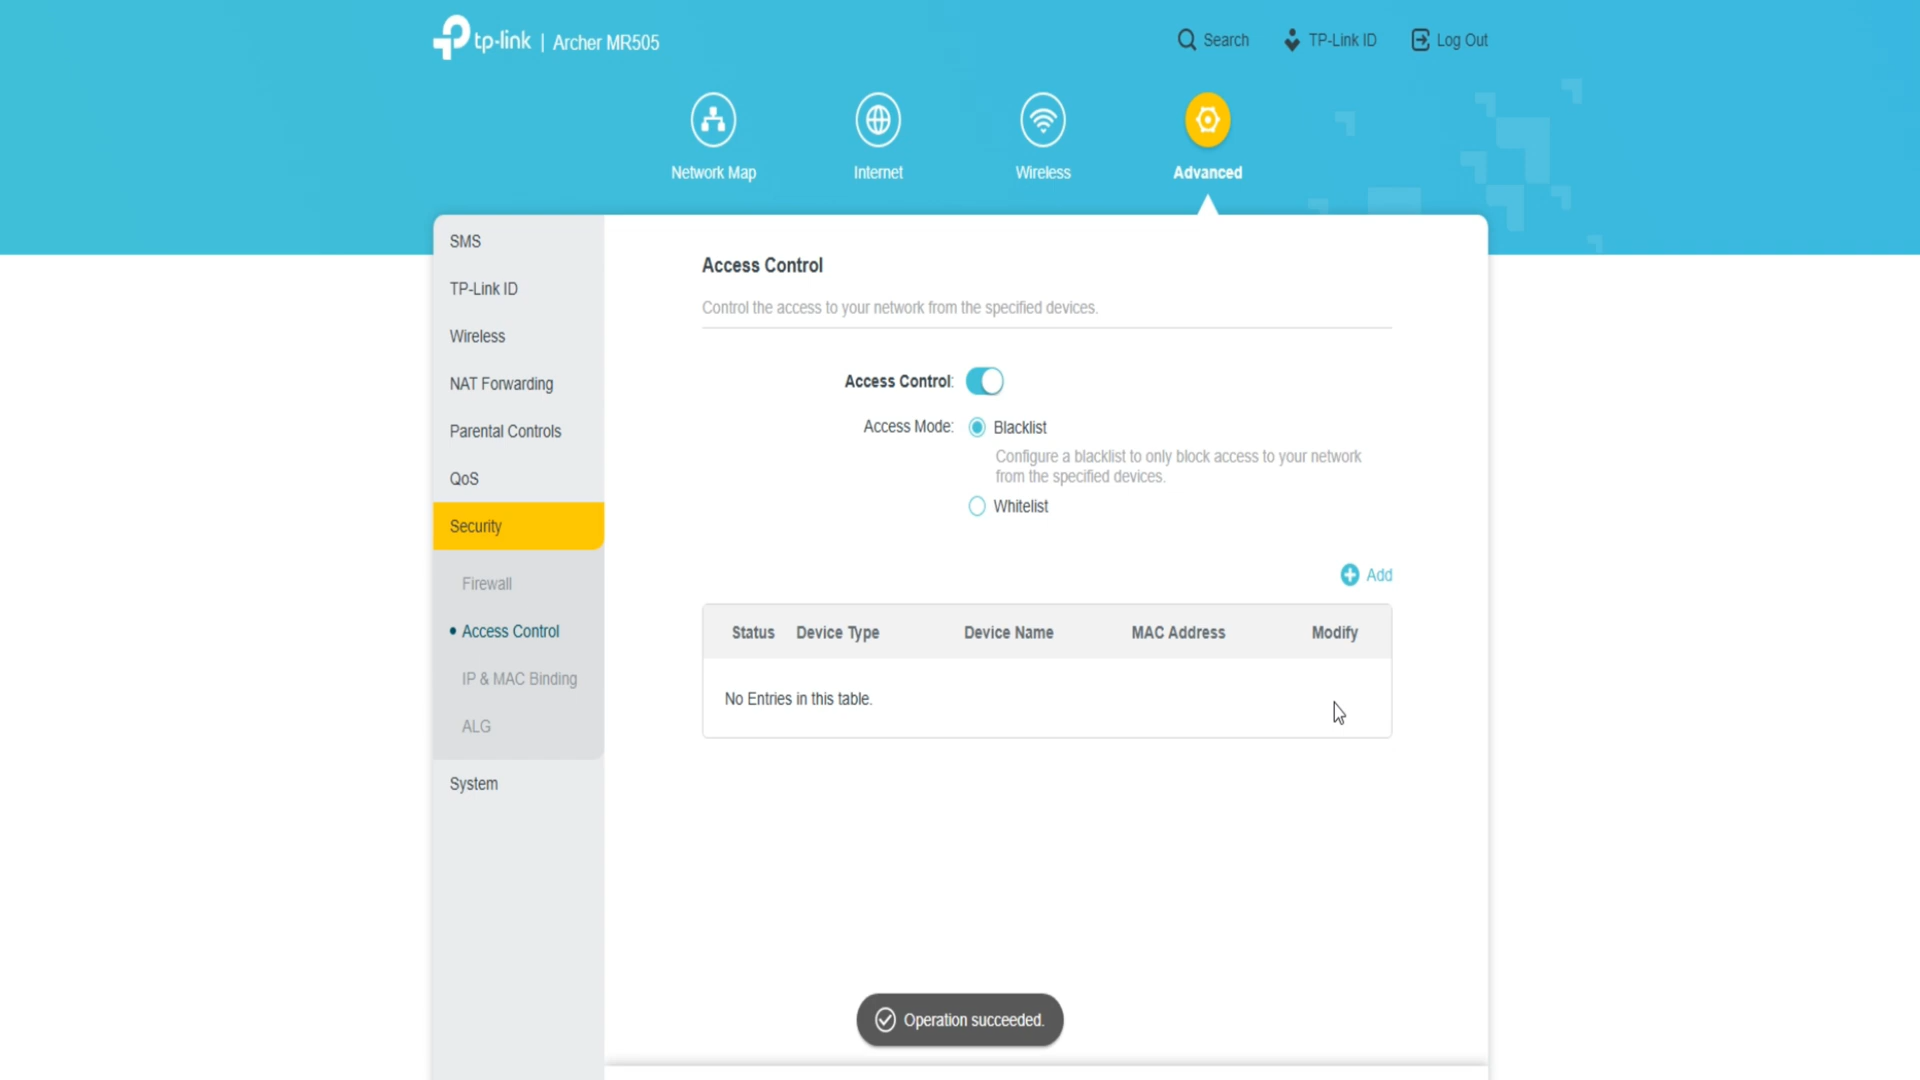 tp-link | Archer MR505
Search
TP-Link ID
Log Out
Network Map
Internet
Wireless
Advanced
SMS
TP-Link ID
Wireless
NAT Forwarding
Parental Controls
QoS
Security
Firewall
Access Control
IP & MAC Binding
ALG
System
Access Control
Control the access to your network from the specified devices.
Access Control:
Access Mode: Blacklist
Configure a blacklist to only block access to your network
from the specified devices.
Whitelist
Add
Status Device Type Device Name MAC Address Modify
No Entries in this table.
Operation succeeded.